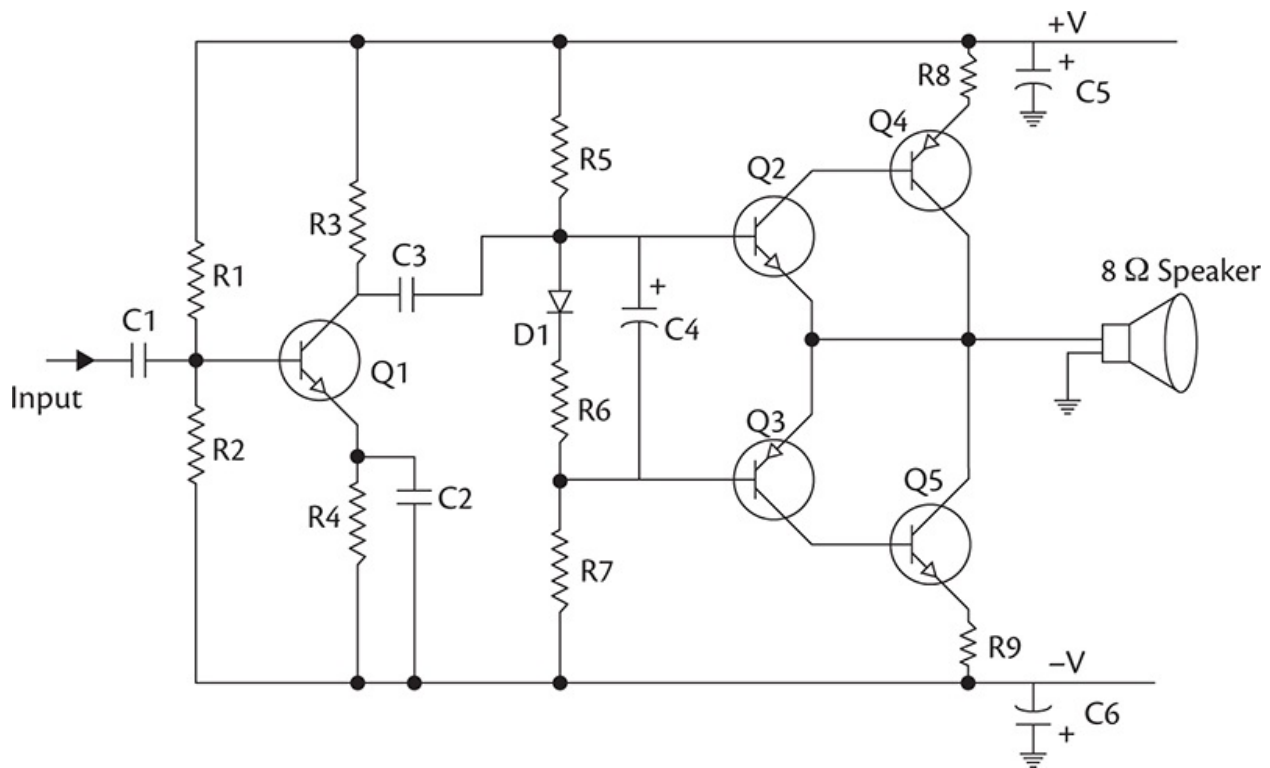 +V
R8
+
C5
Q4
R5
Q2
R3
C3
8 Ω Speaker
R1
+
C1
D1
C4
Q1
Input
R6
Q3
R2
Q5
R4
C2
R7
R9
–V
C6
+